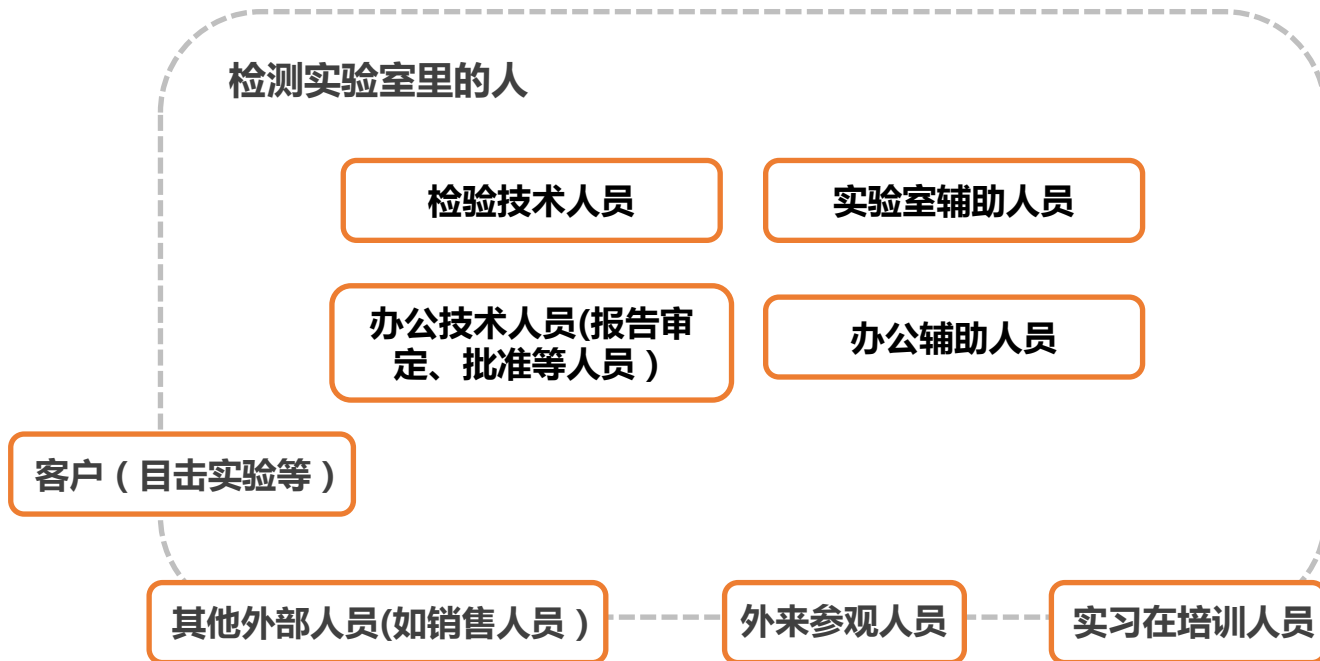 检测实验室里的人
检验技术人员
实验室辅助人员
办公技术人员(报告审
定、批准等人员）
办公辅助人员
客户（目击实验等）
其他外部人员(如销售人员）
外来参观人员
实习在培训人员